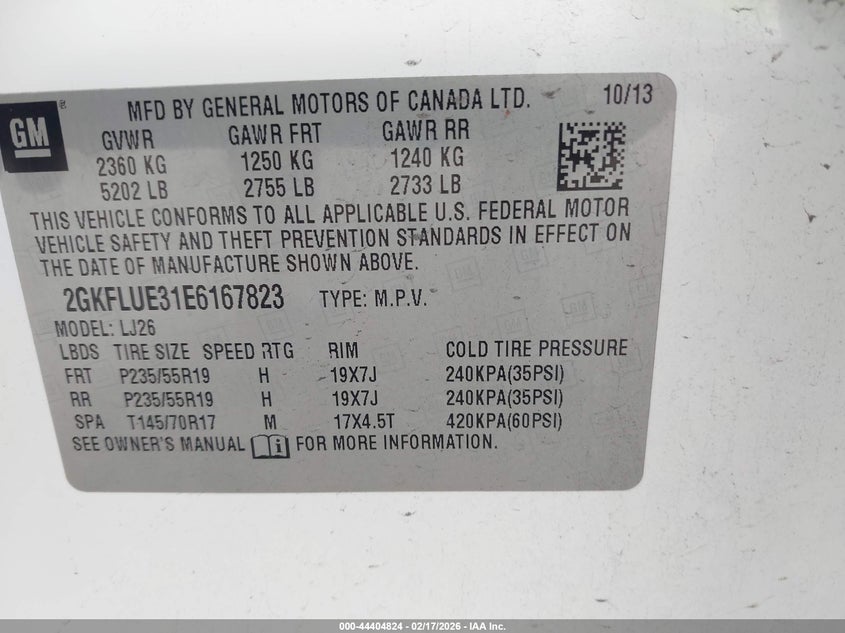 GM ® MFD BY GENERAL MOTORS OF CANADA LTD. 10/13
GVWR GAWR FRT GAWR RR
2360 KG 1250 KG 1240 KG
5202 LB 2755 LB 2733 LB
THIS VEHICLE CONFORMS TO ALL APPLICABLE U.S. FEDERAL MOTOR
VEHICLE SAFETY AND THEFT PREVENTION STANDARDS IN EFFECT ON
THE DATE OF MANUFACTURE SHOWN ABOVE.
2GKFLUE31E6167823 TYPE: M.P.V.
MODEL: LJ26
LBDS TIRE SIZE SPEED RTG RIM COLD TIRE PRESSURE
FRT P235/55R19 H 19X7J 240KPA(35PSI)
RR P235/55R19 H 19X7J 240KPA(35PSI)
SPA T145/70R17 M 17X4.5T 420KPA(60PSI)
SEE OWNER'S MANUAL i FOR MORE INFORMATION.
000-44404824 - 02/17/2026 - IAA Inc.